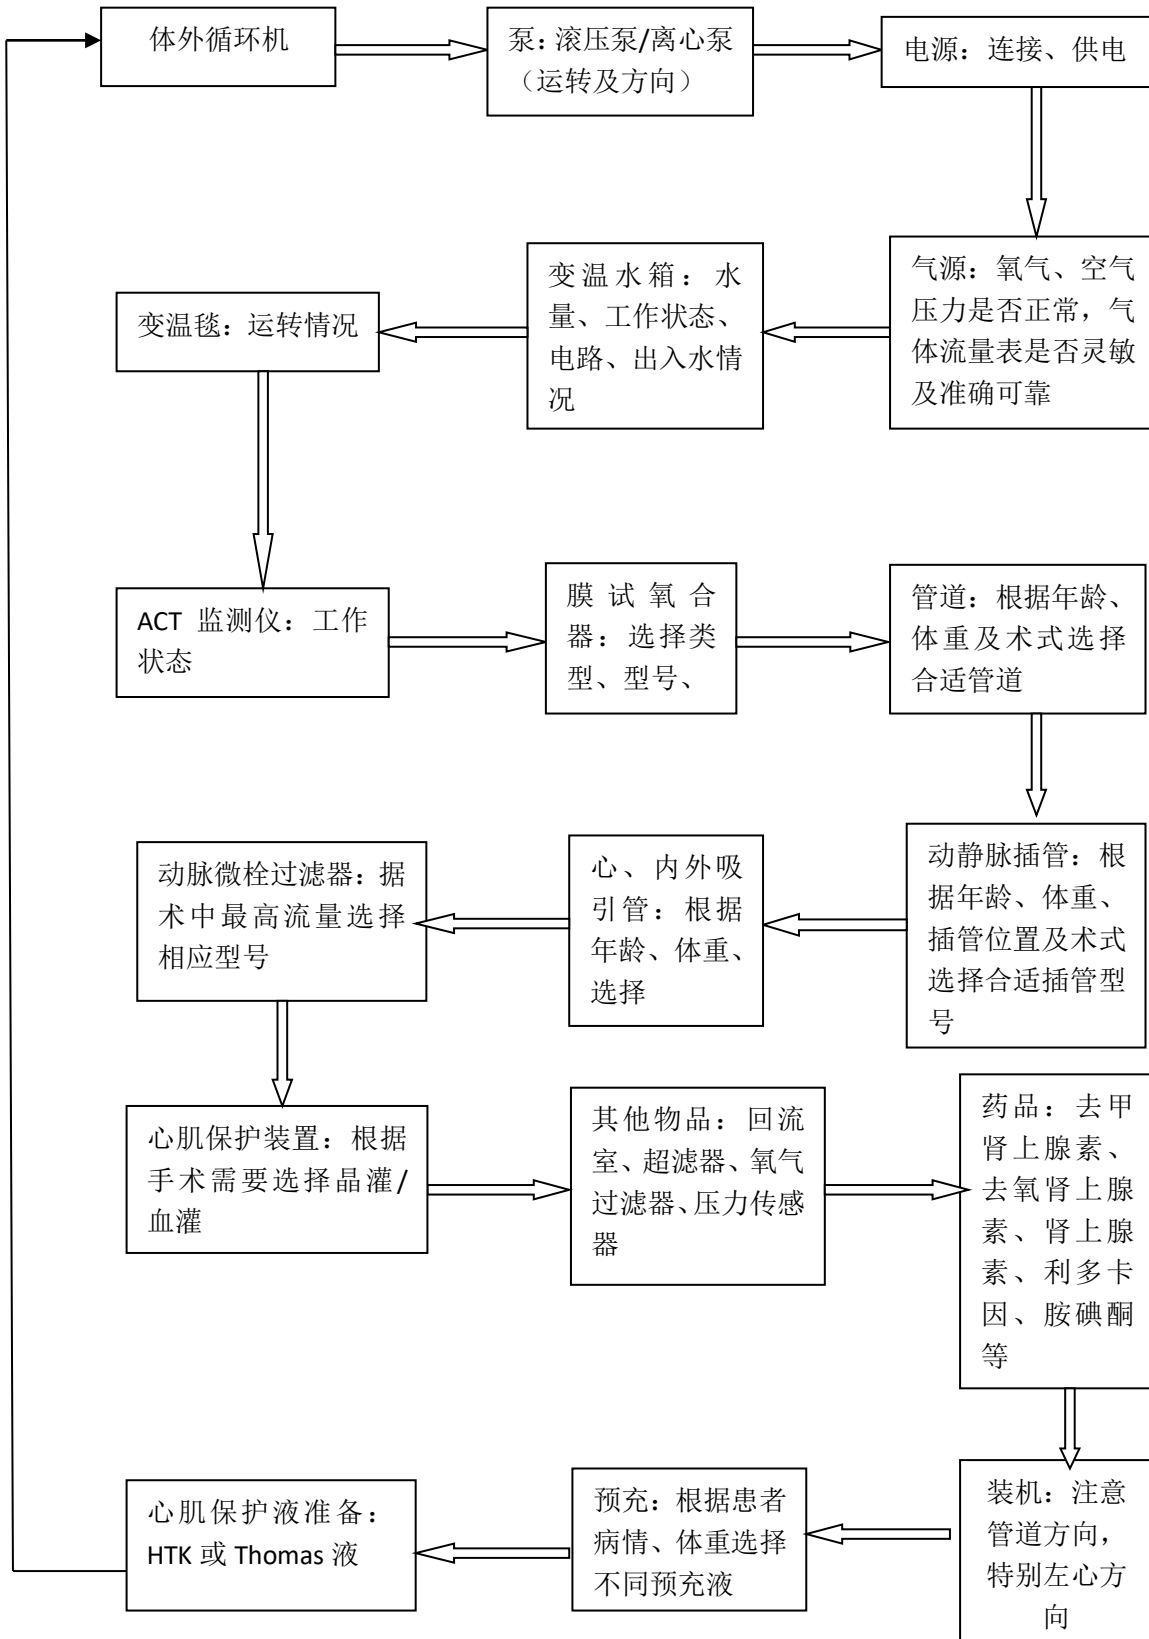 体外循环机
泵：滚压泵/离心泵
（运转及方向）
电源：连接、供电
气源：氧气、空气
压力是否正常，气
体流量表是否灵敏
及准确可靠
变温水箱：水
量、工作状态、
电路、出入水情
况
变温毯：运转情况
ACT 监测仪：工作
状态
膜试氧合
器：选择类
型、型号、
管道：根据年龄、
体重及术式选择
合适管道
动静脉插管：根
据年龄、体重、
插管位置及术式
选择合适插管型
号
心、内外吸
引管：根据
年龄、体重、
选择
动脉微栓过滤器：据
术中最高流量选择
相应型号
心肌保护装置：根据
手术需要选择晶灌/
血灌
其他物品：回流
室、超滤器、氧气
过滤器、压力传感
器
药品：去甲
肾上腺素、
去氧肾上腺
素、肾上腺
素、利多卡
因、胺碘酮
等
装机：注意
管道方向，
特别左心方
向
预充：根据患者
病情、体重选择
不同预充液
心肌保护液准备：
HTK 或 Thomas 液